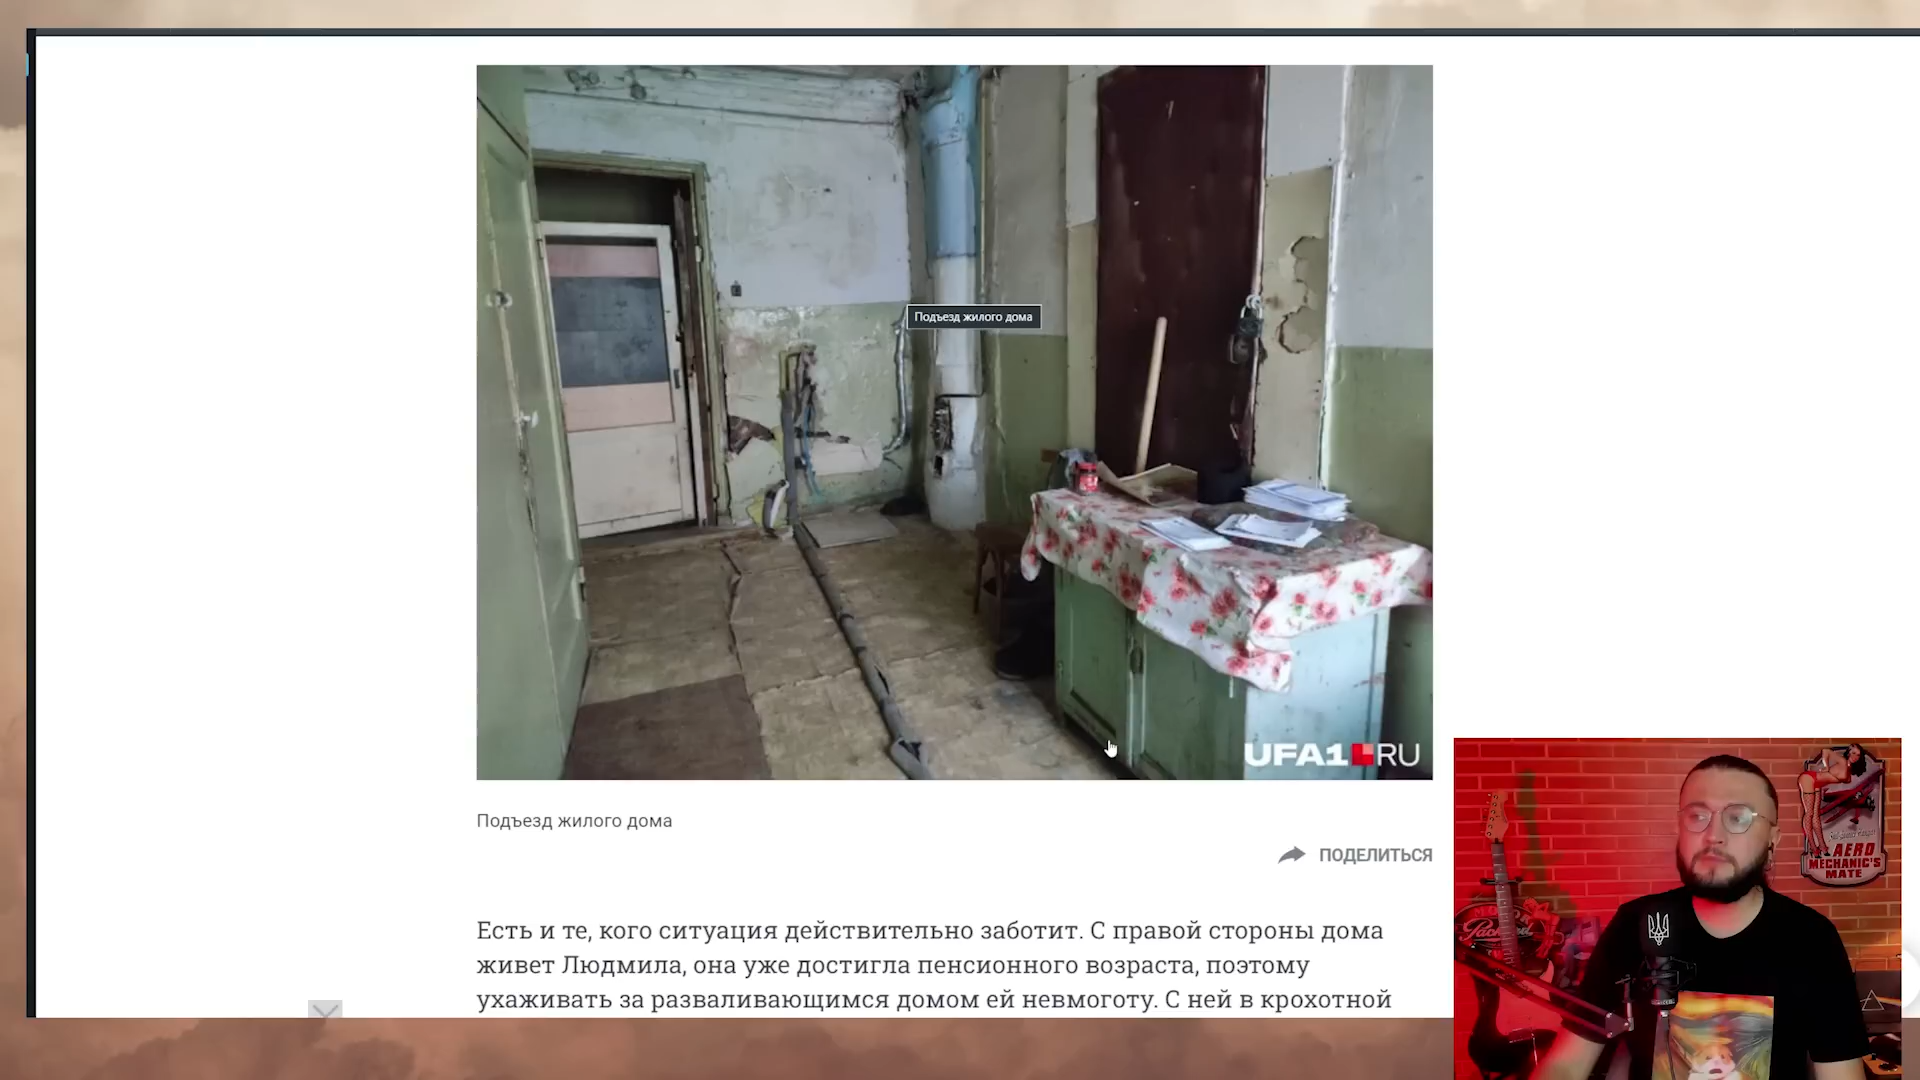 Подъезд жилого дома
UFA1 RU
Подъезд жилого дома
ПОДЕЛИТЬСЯ
Есть и те, кого ситуация действительно заботит. С правой стороны дома
живет Людмила, она уже достигла пенсионного возраста, поэтому
ухаживать за разваливающимся домом ей невмоготу. С ней в крохотной
AERO
MECHANIC'S
MATE